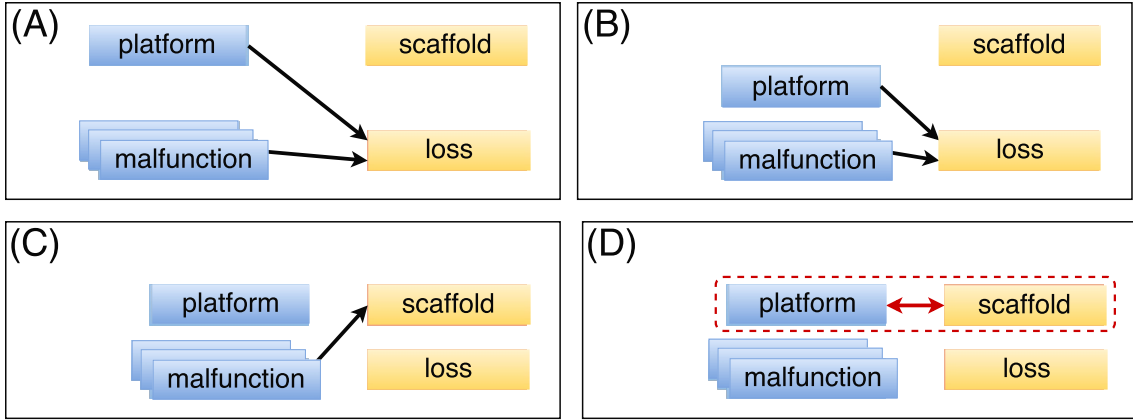 (A)
platform
scaffold
malfunction
loss
(B)
scaffold
platform
malfunction
loss
(C)
platform
scaffold
malfunction
loss
(D)
platform
scaffold
malfunction
loss